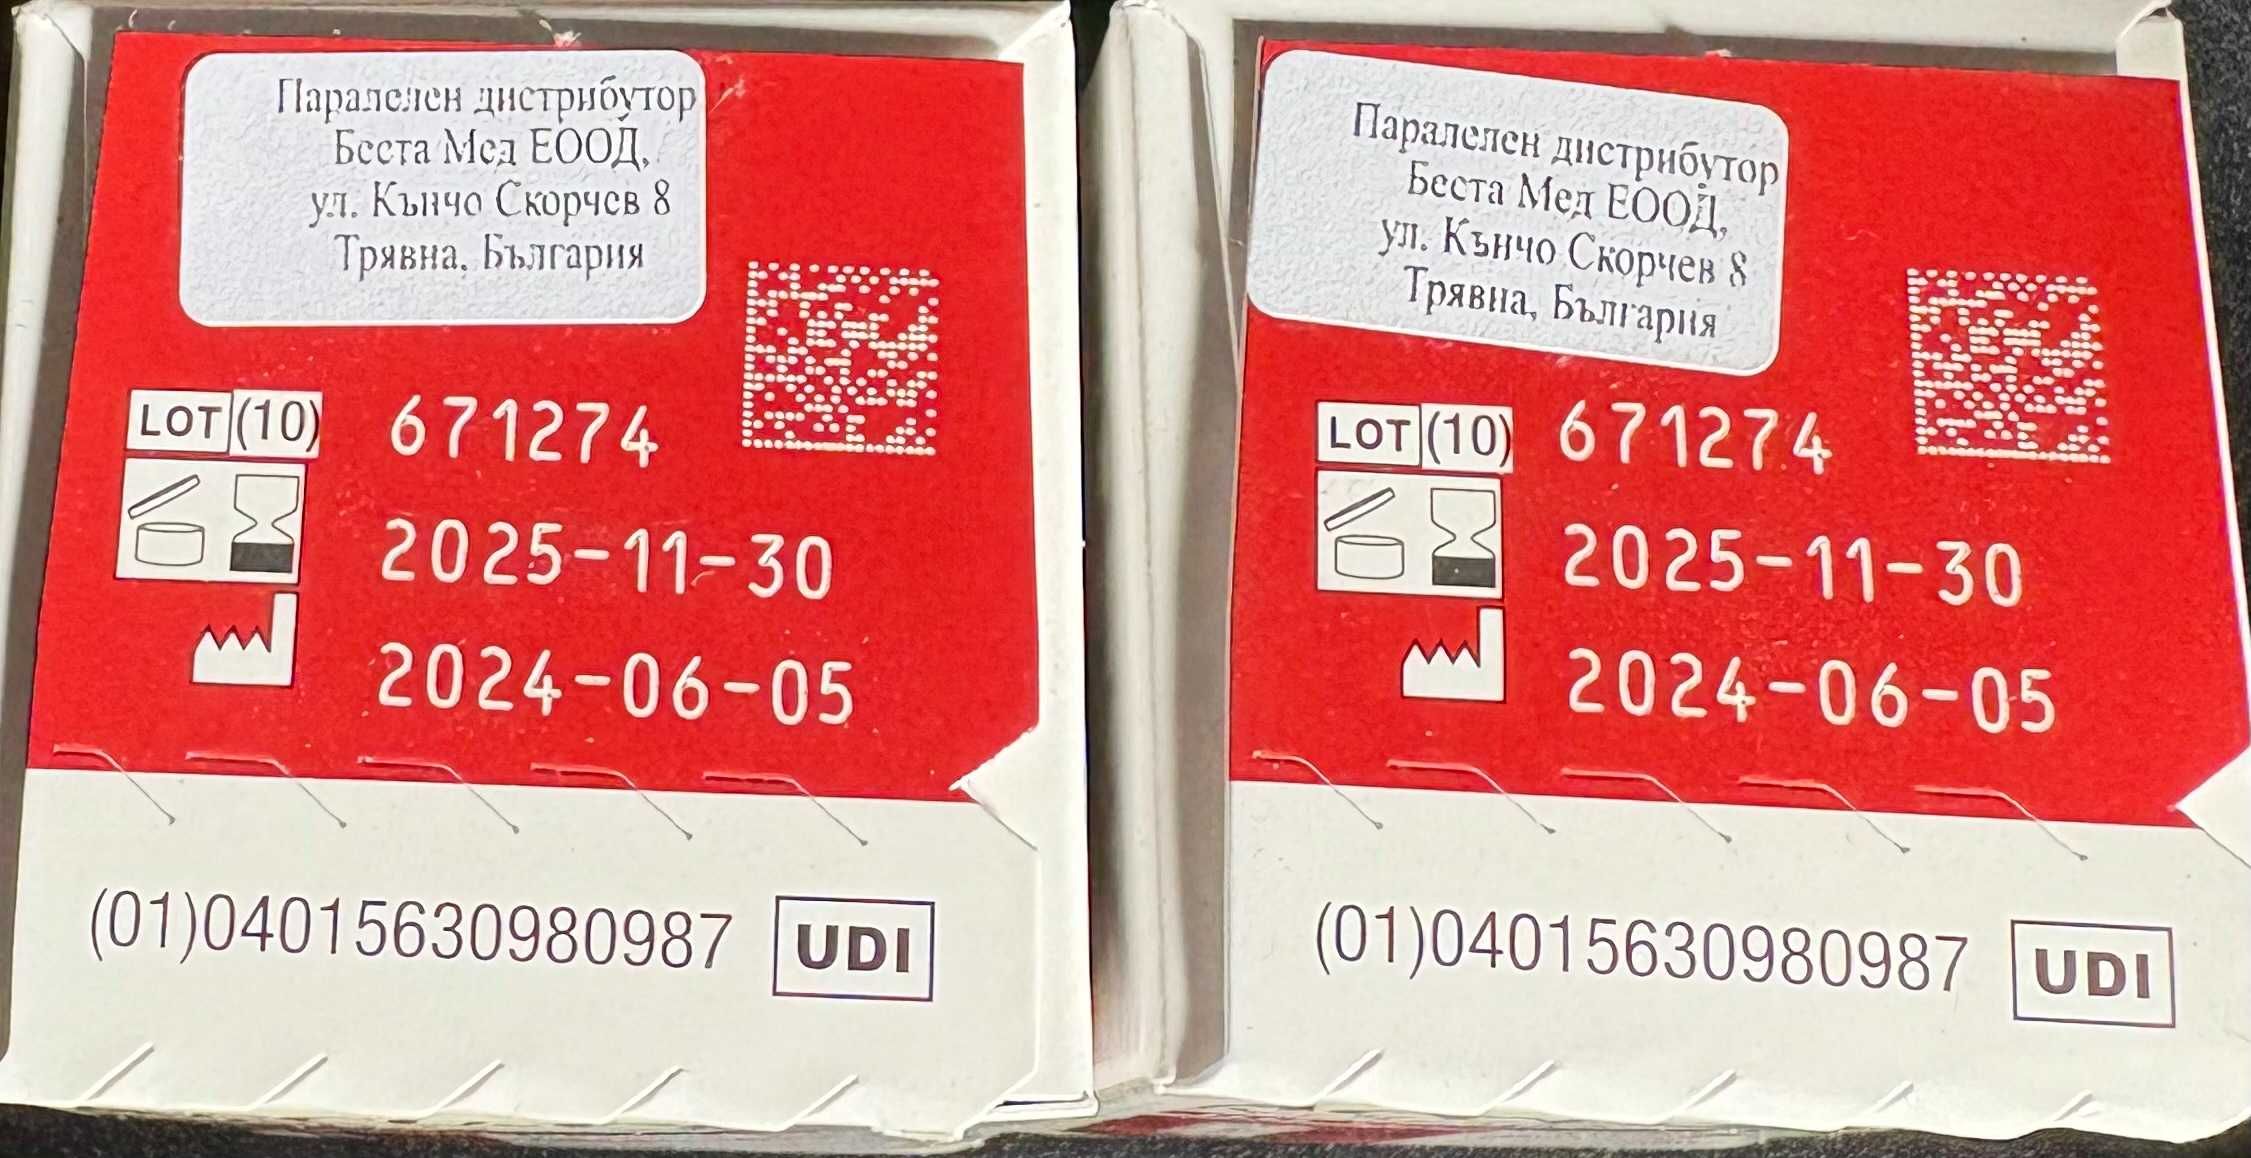 Паралелен дистрибутор
Беста Мед ЕООД,
ул. Кънчо Скорчев 8
Трявна, България
LOT (10) 671274
2025-11-30
2024-06-05
(01)04015630980987 UDI
Паралелен дистрибутор
Беста Мед ЕООД,
ул. Кънчо Скорчев 8
Трявна, България
LOT (10) 671274
2025-11-30
2024-06-05
(01)04015630980987 UDI